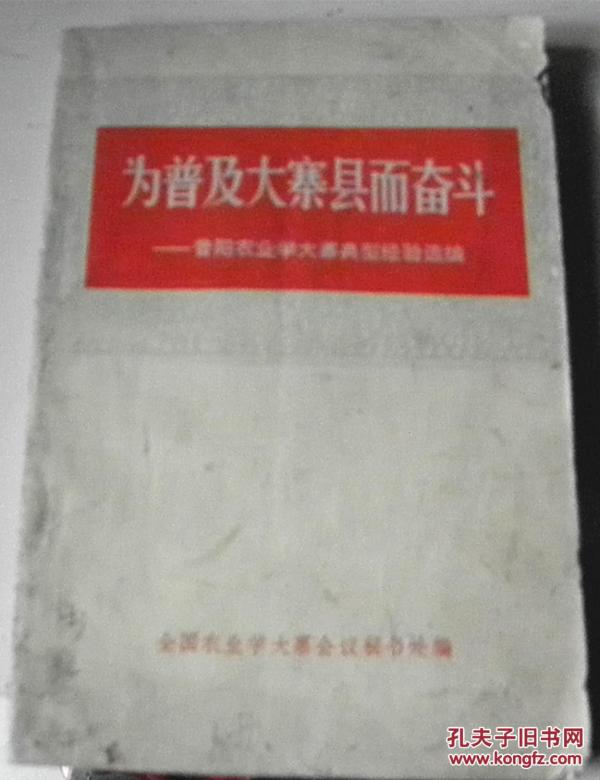 为普及大寨县而奋斗
——昔阳农业学大寨典型经验选编
全国农业学大寨会议秘书处编
孔夫子旧书网
www.kongfz.com